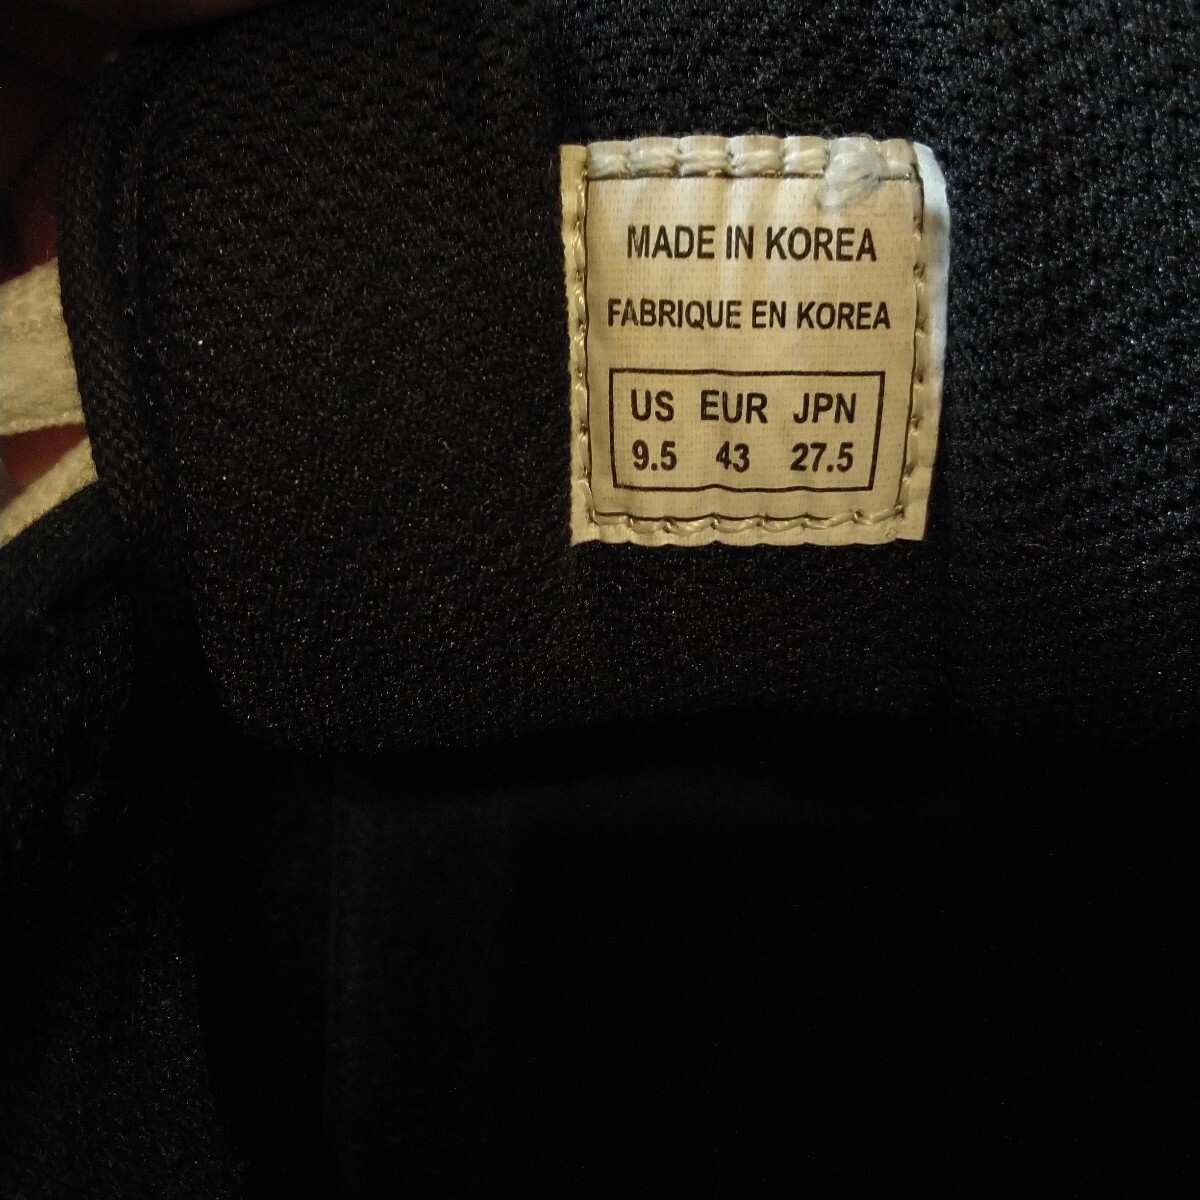 MADE IN KOREA
FABRIQUE EN KOREA
US EUR JPN
9.5 43 27.5